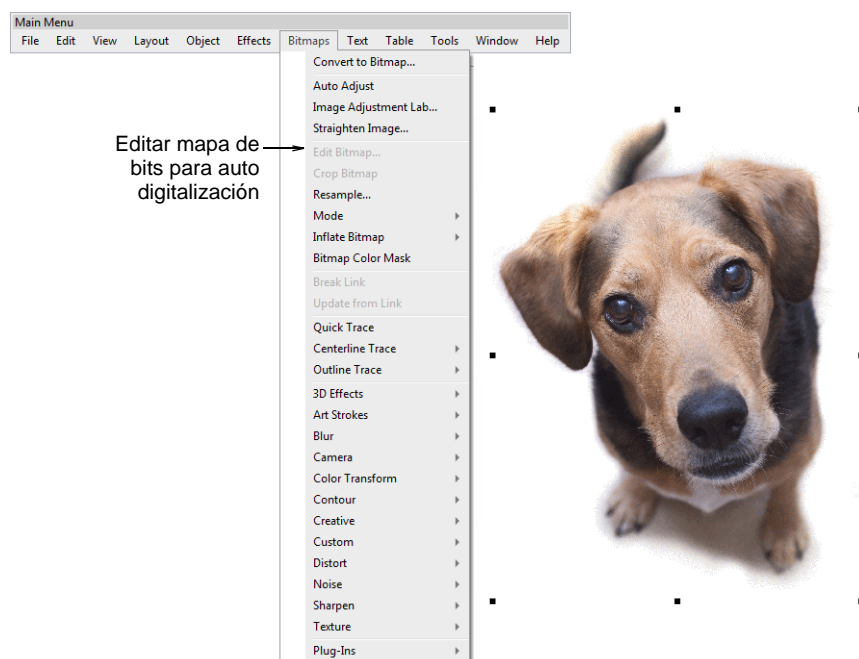 Main Menu
File Edit View Layout Object Effects Bitmaps Text Table Tools Window Help
Convert to Bitmap...
Auto Adjust
Image Adjustment Lab...
Straighten Image...
Editar mapa de
bits para auto
digitalización
Edit Bitmap...
Crop Bitmap
Resample...
Mode
Inflate Bitmap
Bitmap Color Mask
Break Link
Update from Link
Quick Trace
Centerline Trace
Outline Trace
3D Effects
Art Strokes
Blur
Camera
Color Transform
Contour
Creative
Custom
Distort
Noise
Sharpen
Texture
Plug-Ins